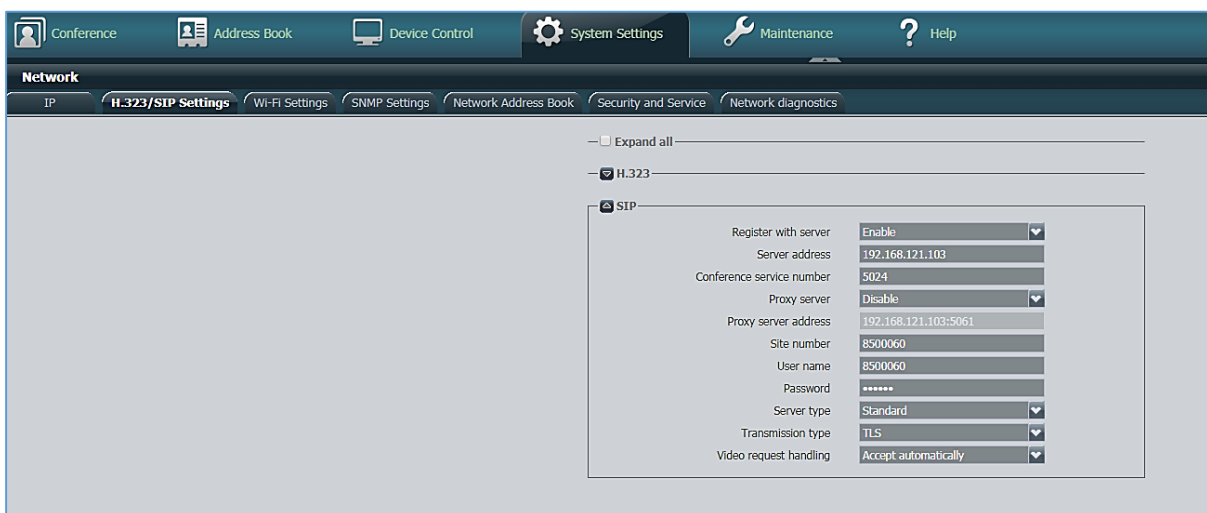 Conference Address Book Device Control System Settings Maintenance ? Help
Network
IP H.323/SIP Settings Wi-Fi Settings SNMP Settings Network Address Book Security and Service Network diagnostics
Expand all
H.323
SIP
Register with server Enable
Server address 192.168.121.103
Conference service number 5024
Proxy server Disable
Proxy server address 192.168.121.103:5061
Site number 8500060
User name 8500060
Password ••••••
Server type Standard
Transmission type TLS
Video request handling Accept automatically